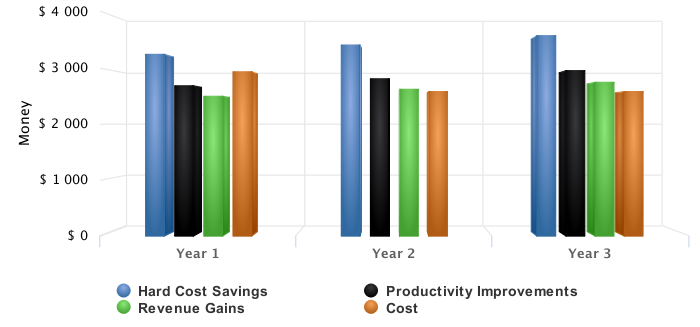 $ 4 000
$ 3 000
$ 2 000
$ 1 000
$ 0
Money
Year 1 Year 2 Year 3
Hard Cost Savings Productivity Improvements
Revenue Gains Cost